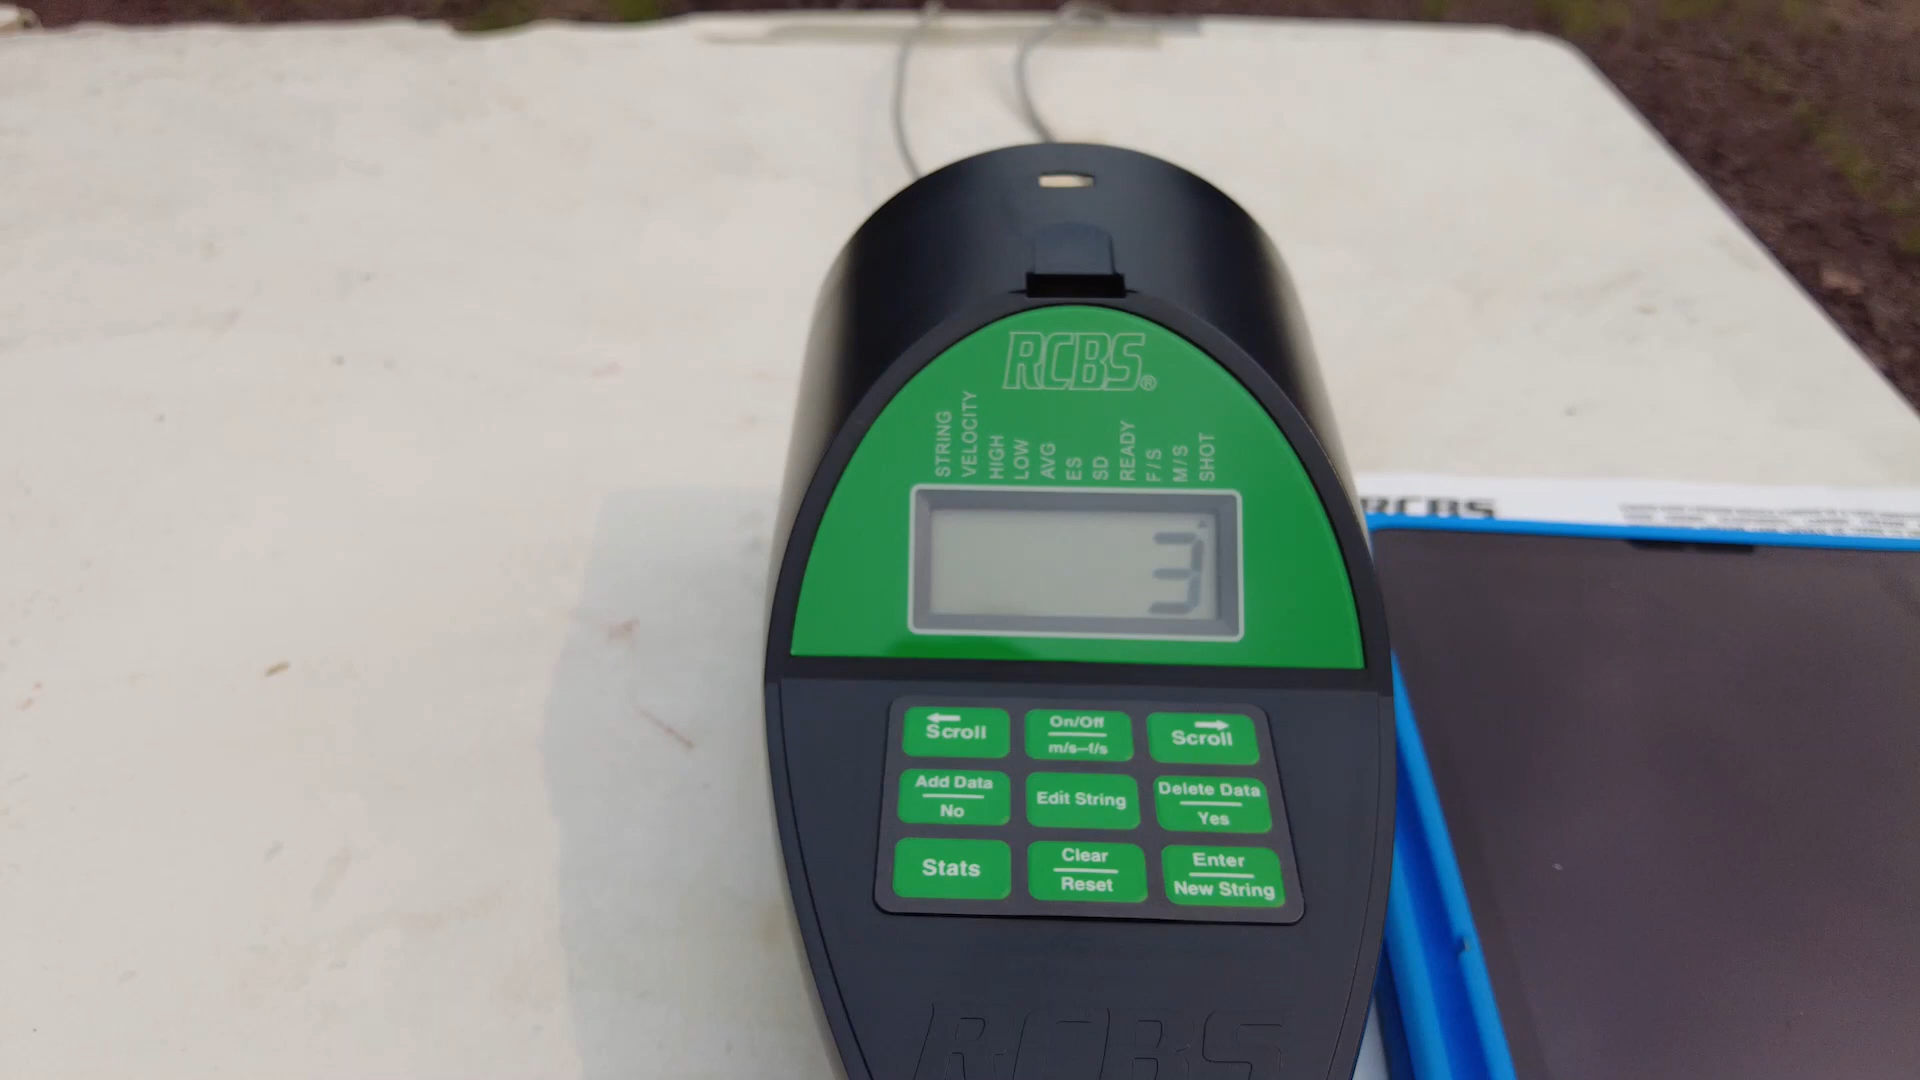 RCBS®
STRING
VELOCITY
HIGH
LOW
AVG
ES
SD
READY
F/S
M/S
SHOT
3
RCBS
Scroll
On/Off
m/s–f/s
Scroll
Add Data
No
Edit String
Delete Data
Yes
Stats
Clear
Reset
Enter
New String
RCBS